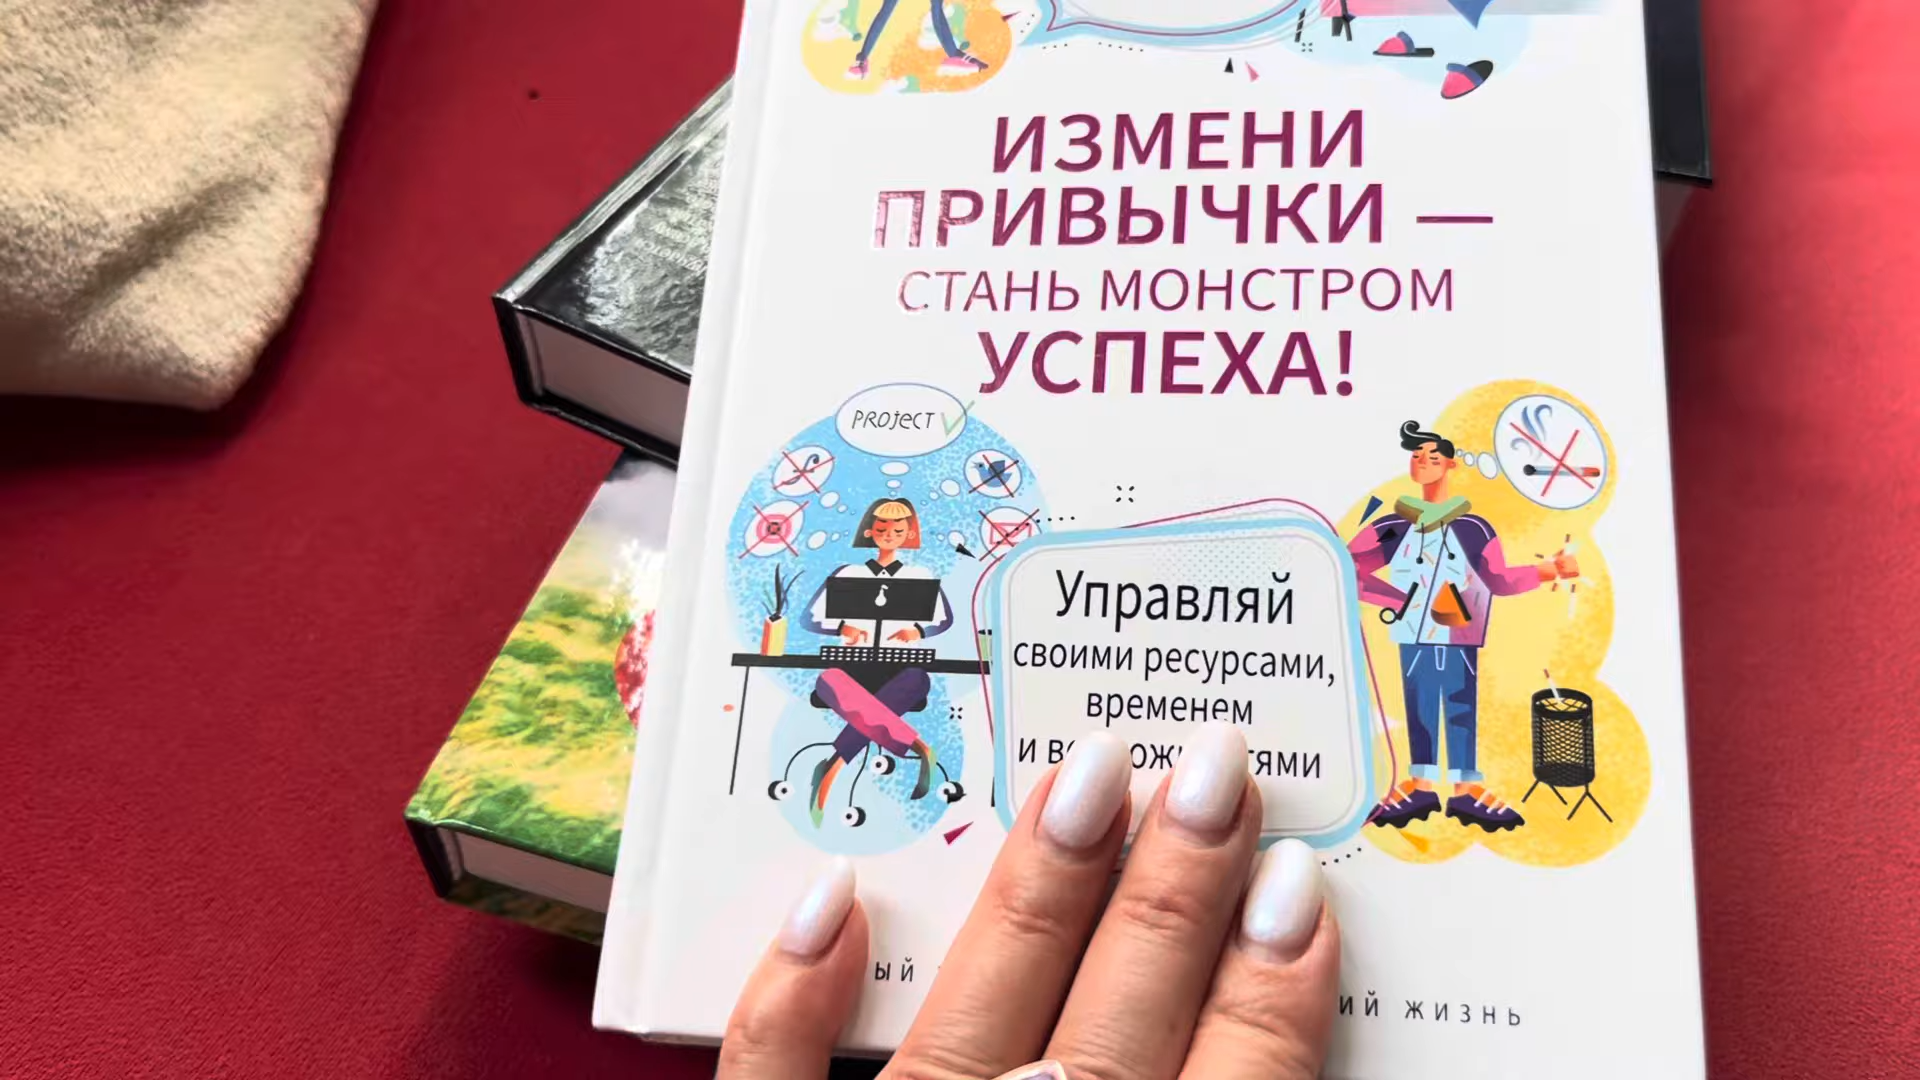 ИЗМЕНИ
ПРИВЫЧКИ —
СТАНЬ МОНСТРОМ
УСПЕХА!
PROJECT
Управляй
своими ресурсами,
временем
и
жизнь